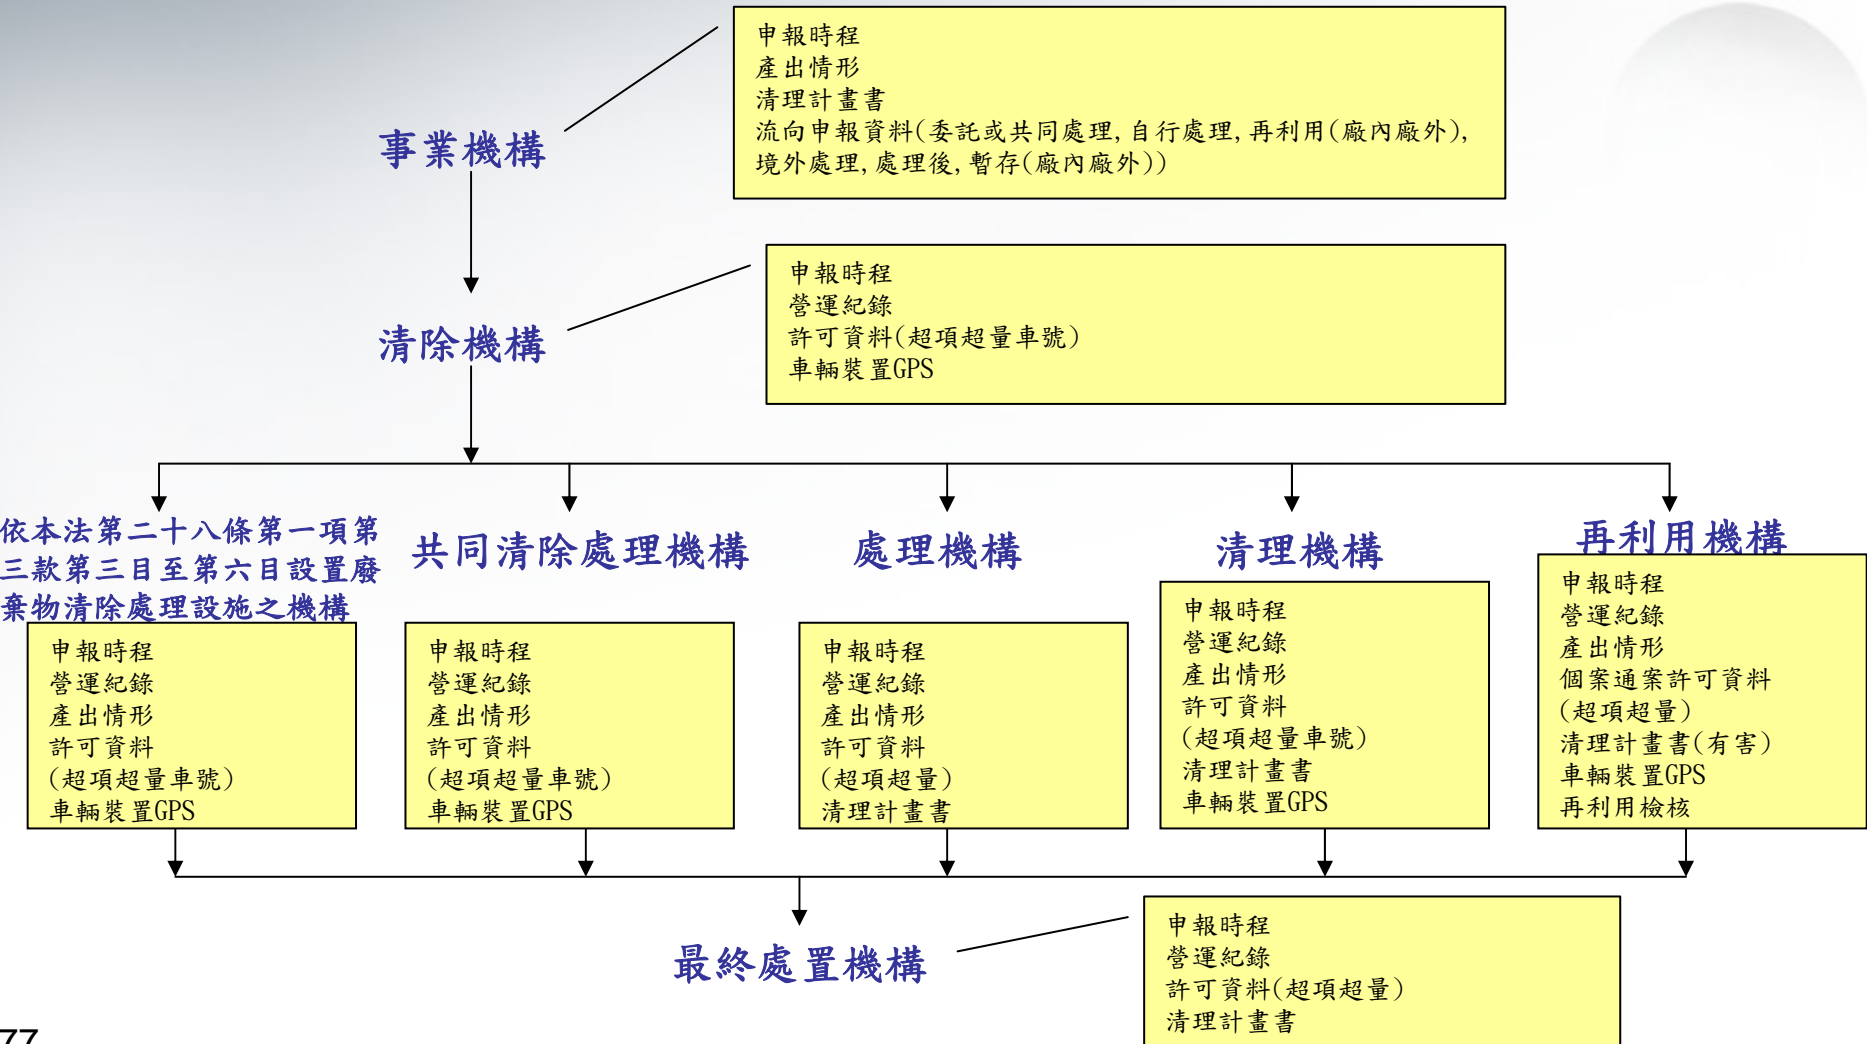 申報時程
產出情形
清理計畫書
流向申報資料(委託或共同處理,自行處理,再利用(廠內廠外),
境外處理,處理後,暫存(廠內廠外))
事業機構
申報時程
營運紀錄
許可資料(超項超量車號)
車輛裝置GPS
清除機構
依本法第二十八條第一項第
三款第三目至第六目設置廢
棄物清除處理設施之機構
申報時程
營運紀錄
產出情形
許可資料
(超項超量車號)
車輛裝置GPS
共同清除處理機構
申報時程
營運紀錄
產出情形
許可資料
(超項超量車號)
車輛裝置GPS
處理機構
申報時程
營運紀錄
產出情形
許可資料
(超項超量)
清理計畫書
清理機構
申報時程
營運紀錄
產出情形
許可資料
(超項超量車號)
清理計畫書
車輛裝置GPS
再利用機構
申報時程
營運紀錄
產出情形
個案通案許可資料
(超項超量)
清理計畫書(有害)
車輛裝置GPS
再利用檢核
最終處置機構
申報時程
營運紀錄
許可資料(超項超量)
清理計畫書
77